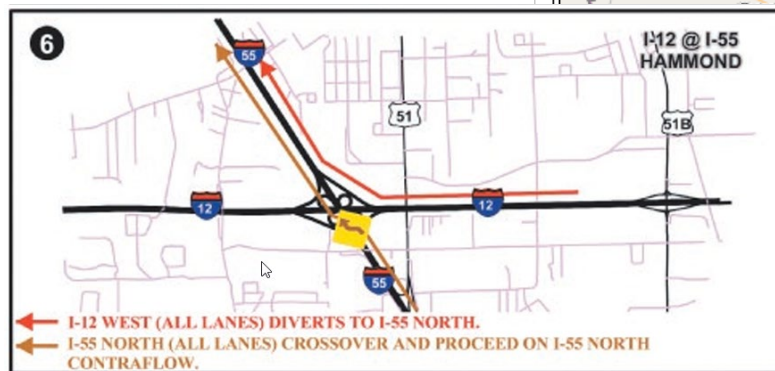 6
I-12 @ I-55
HAMMOND
55
51
51B
12
12
55
I-12 WEST (ALL LANES) DIVERTS TO I-55 NORTH.
I-55 NORTH (ALL LANES) CROSSOVER AND PROCEED ON I-55 NORTH
CONTRAFLOW.